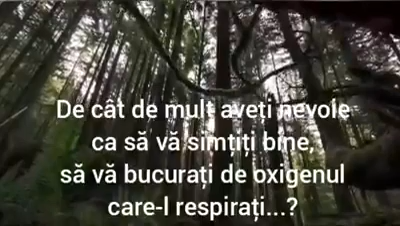 De cât de mult aveți nevoie
ca să vă simțiți bine,
să vă bucurați de oxigenul
care-l respirați...?